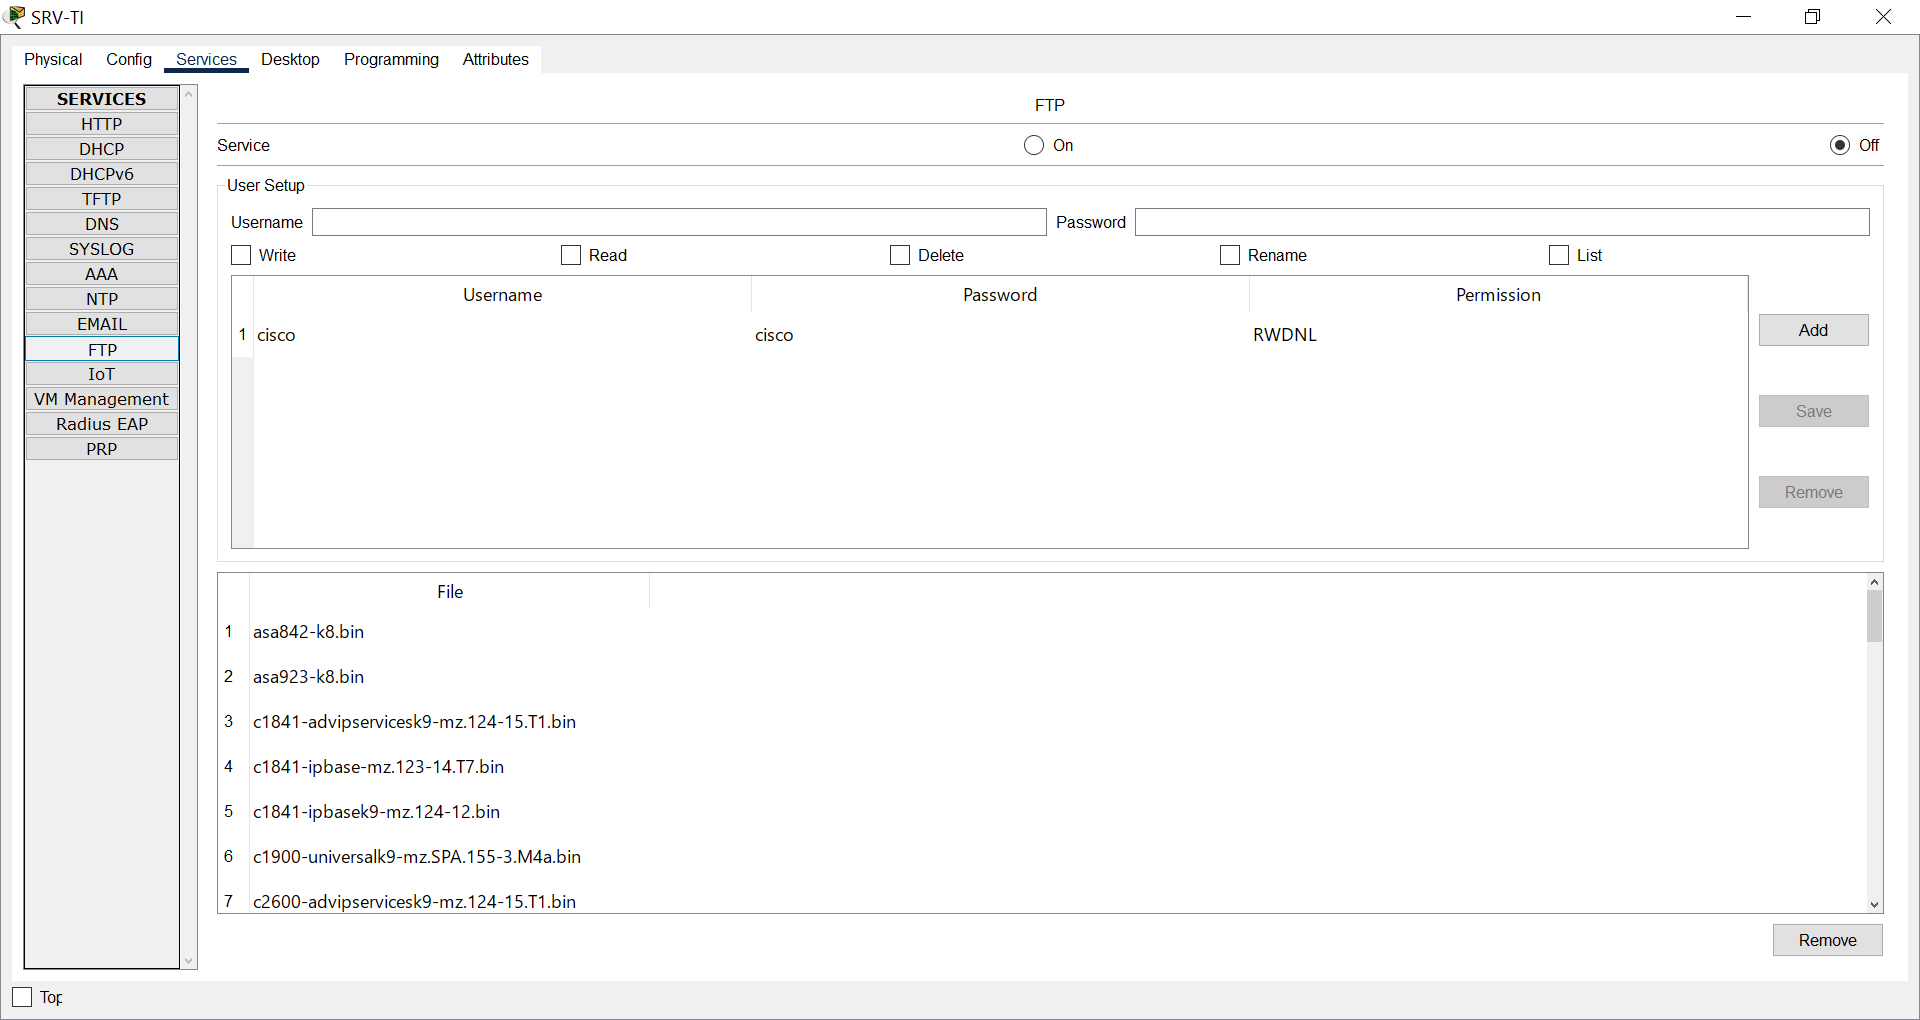 SRV-TI
Physical Config Services Desktop Programming Attributes
SERVICES
HTTP
DHCP
DHCPv6
TFTP
DNS
SYSLOG
AAA
NTP
EMAIL
FTP
IoT
VM Management
Radius EAP
PRP
FTP
Service On Off
User Setup
Username Password
Write Read Delete Rename List
Username Password Permission
1 cisco cisco RWDNL
Add
Save
Remove
File
1 asa842-k8.bin
2 asa923-k8.bin
3 c1841-advipservicesk9-mz.124-15.T1.bin
4 c1841-ipbase-mz.123-14.T7.bin
5 c1841-ipbasek9-mz.124-12.bin
6 c1900-universalk9-mz.SPA.155-3.M4a.bin
7 c2600-advipservicesk9-mz.124-15.T1.bin
Remove
Top